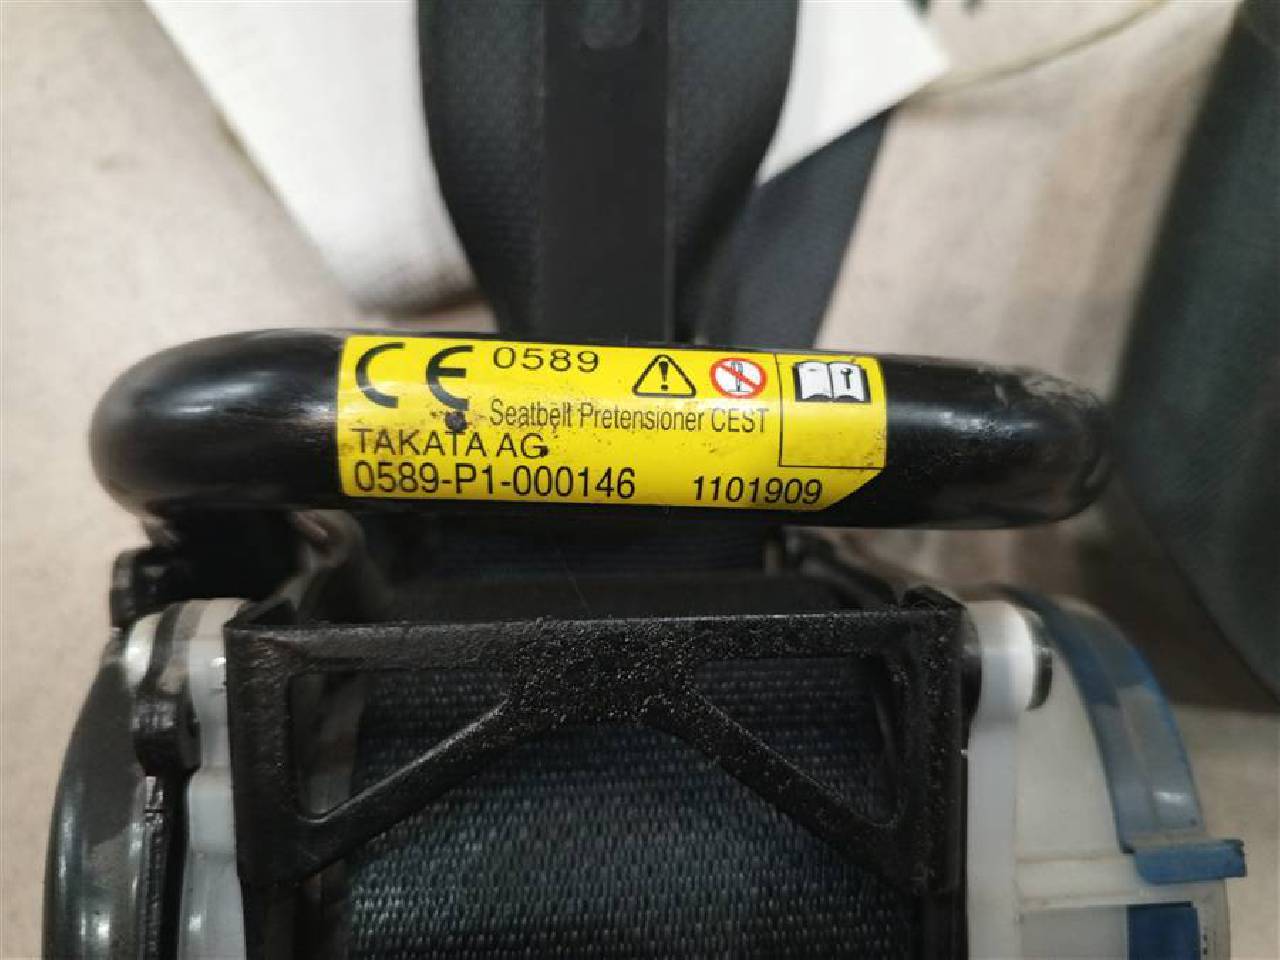 CE 0589
Seatbelt Pretensioner CEST
TAKATA AG
0589-P1-000146 1101909